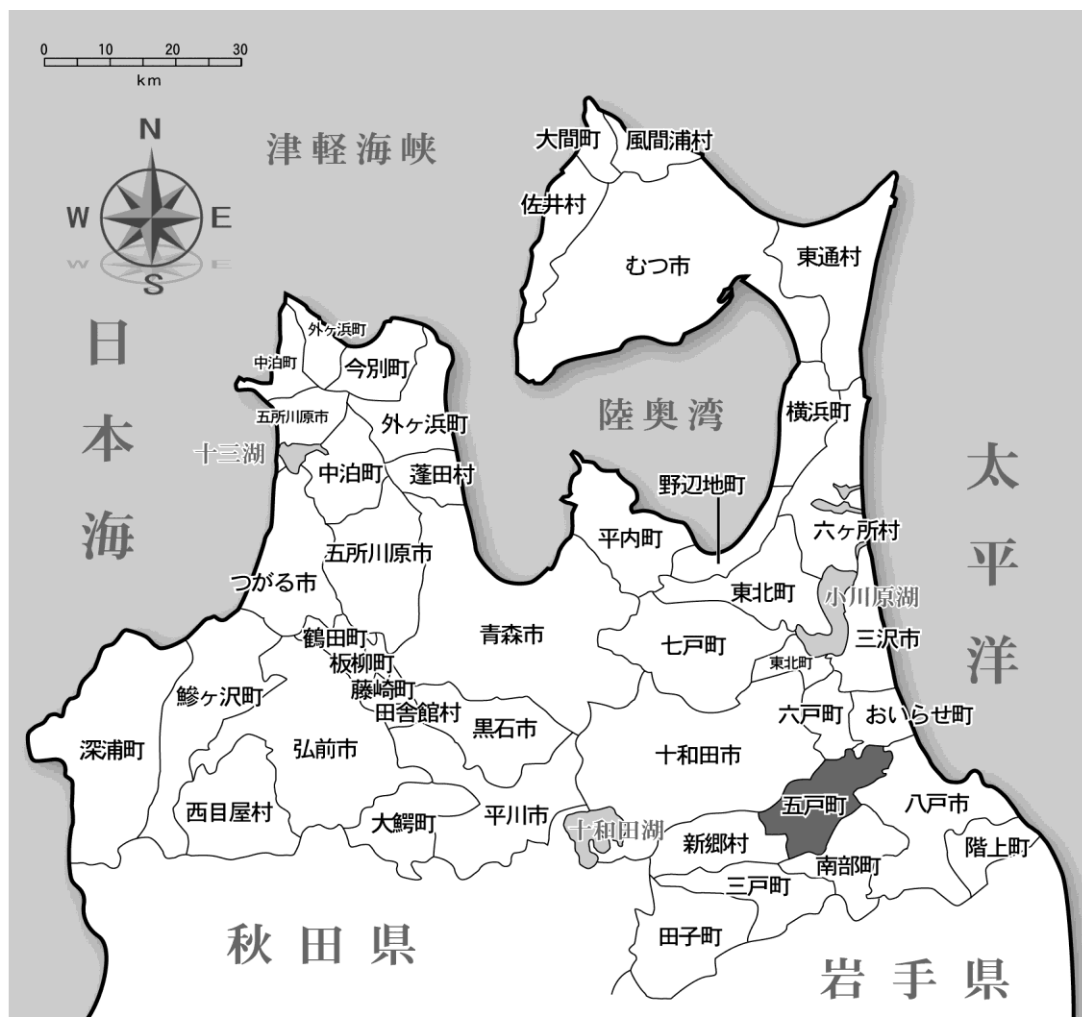 0 10 20 30
km
N
W E
W E
S
津軽海峡
日本海
陸奥湾
太平洋
大間町
風間浦村
佐井村
むつ市
東通村
外ヶ浜町
中泊町
今別町
五所川原市
外ヶ浜町
十三湖
中泊町
蓬田村
横浜町
野辺地町
平内町
六ヶ所村
五所川原市
つがる市
東北町
小川原湖
青森市
七戸町
三沢市
鶴田町
板柳町
東北町
藤崎町
鰺ヶ沢町
田舎館村
黒石市
六戸町
おいらせ町
深浦町
弘前市
十和田市
西目屋村
大鰐町
平川市
十和田湖
五戸町
八戸市
新郷村
階上町
南部町
三戸町
田子町
秋田県
岩手県